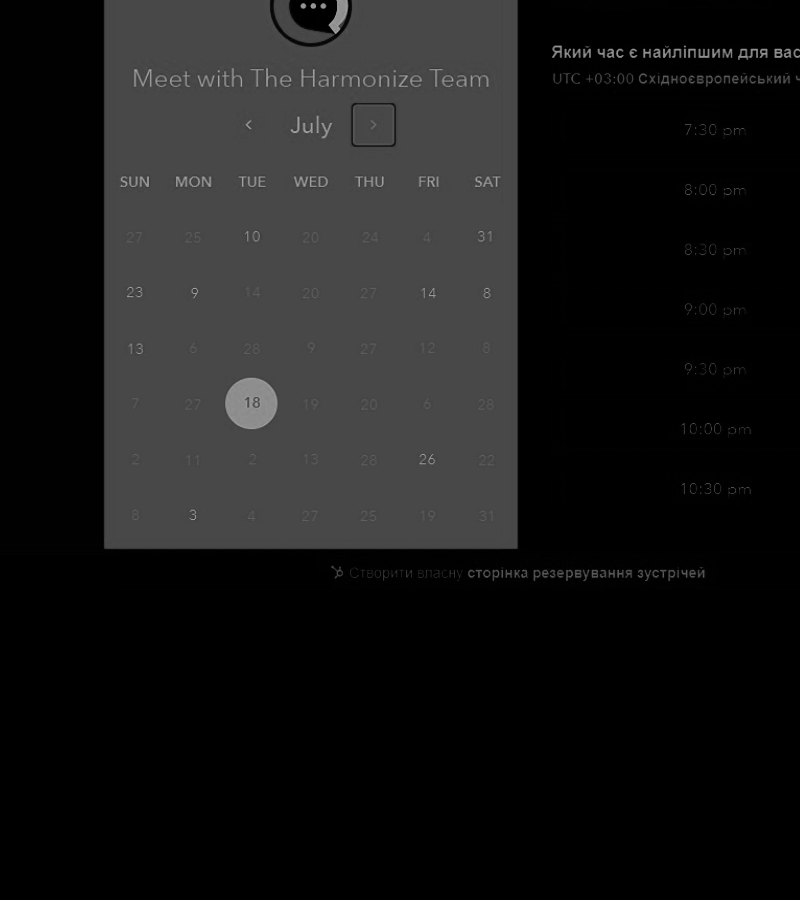 Meet with The Harmonize Team
July
SUN MON TUE WED THU FRI SAT
27 25 10 20 24 4 31
23 9 14 20 27 14 8
13 6 28 9 27 12 8
7 27 18 19 20 6 28
2 11 2 13 28 26 22
8 3 4 27 25 19 31
Який час є найліпшим для вас
UTC +03:00 Східноєвропейський
7:30 pm
8:00 pm
8:30 pm
9:00 pm
9:30 pm
10:00 pm
10:30 pm
Створити власну сторінка резервування зустрічей